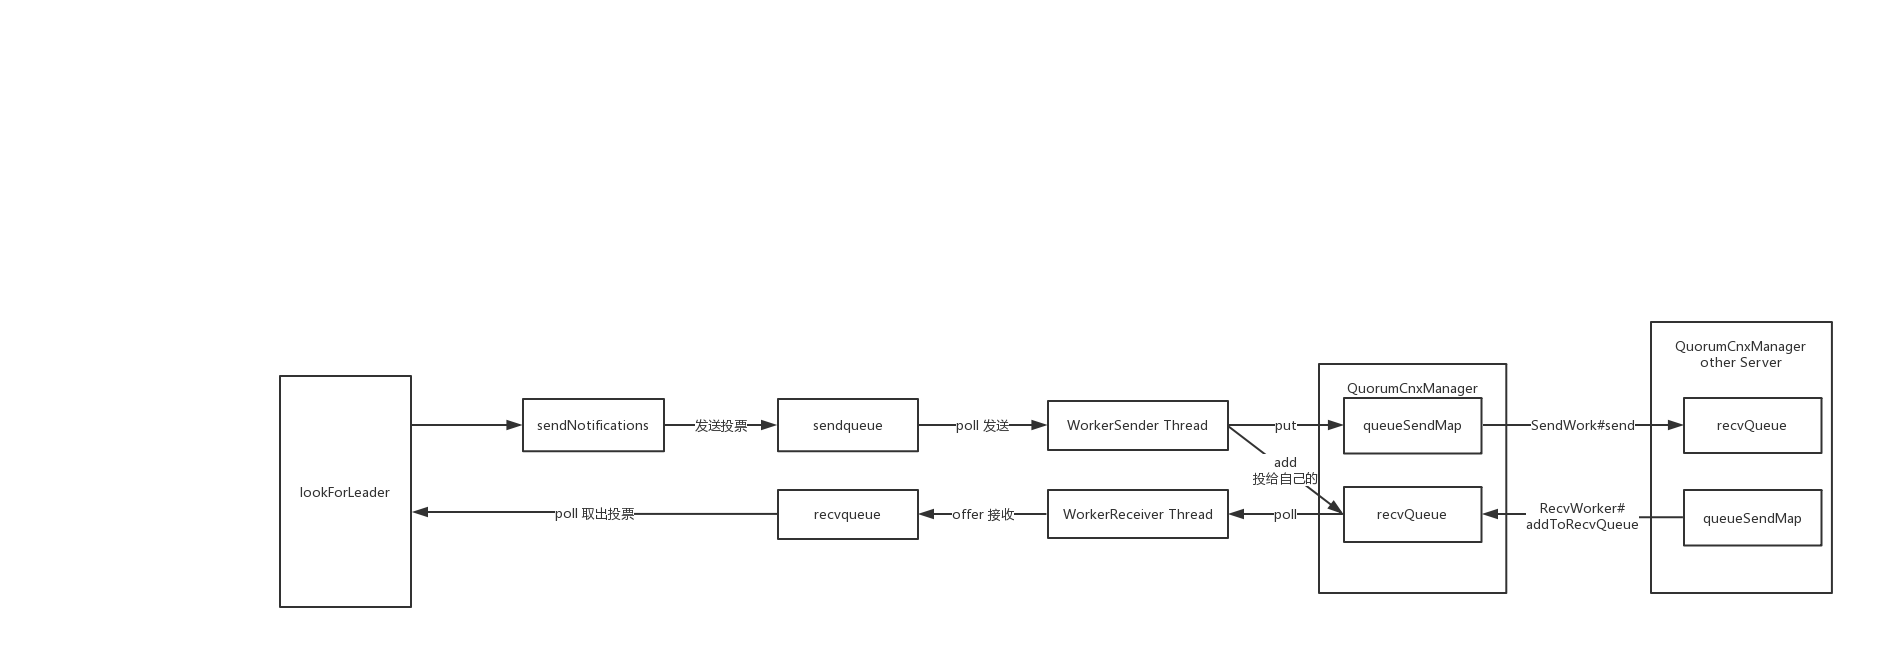 QuorumCnxManager
other Server
QuorumCnxManager
sendNotifications
发送投票
sendqueue
poll 发送
WorkerSender Thread
put
queueSendMap
SendWork#send
recvQueue
add
投给自己的
lookForLeader
poll 取出投票
recvqueue
offer 接收
WorkerReceiver Thread
poll
recvQueue
RecvWorker#
addToRecvQueue
queueSendMap